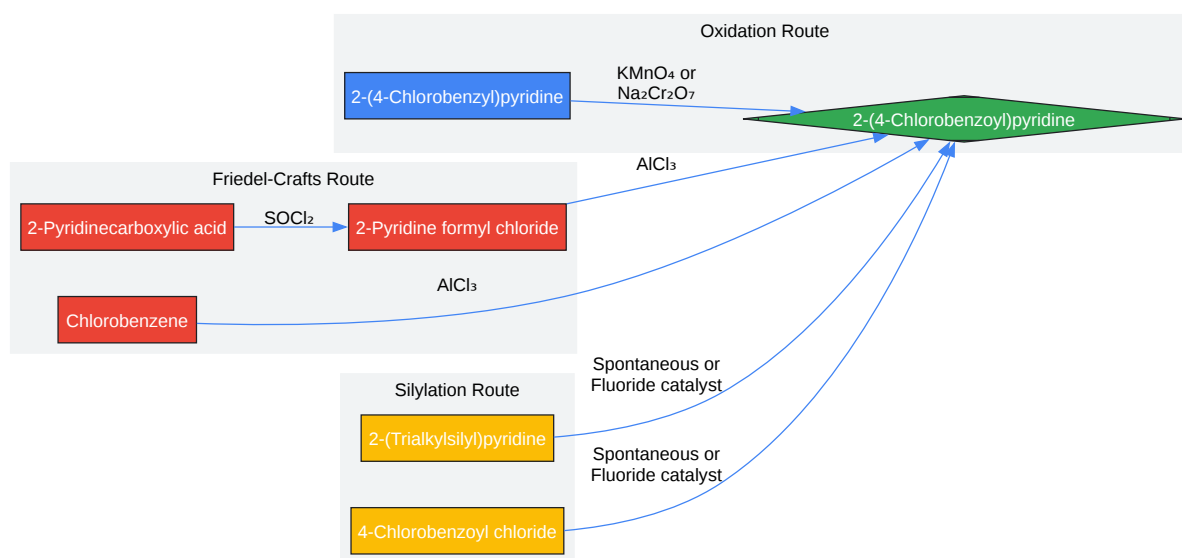 Oxidation Route
2-(4-Chlorobenzyl)pyridine
KMnO₄ or
Na₂Cr₂O₇
2-(4-Chlorobenzoyl)pyridine
Friedel-Crafts Route
AlCl₃
2-Pyridinecarboxylic acid
SOCl₂
2-Pyridine formyl chloride
AlCl₃
Chlorobenzene
Silylation Route
Spontaneous or
Fluoride catalyst
2-(Trialkylsilyl)pyridine
Spontaneous or
Fluoride catalyst
4-Chlorobenzoyl chloride